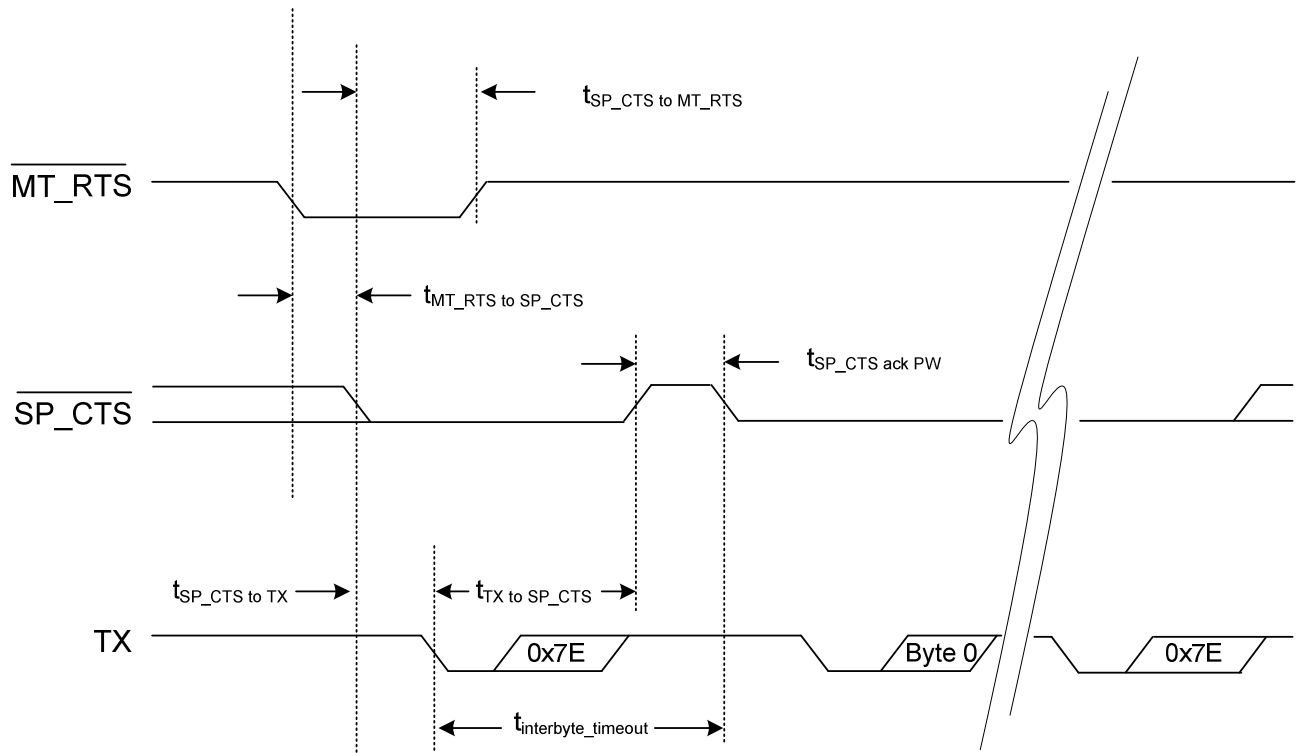 tSP_CTS to MT_RTS
MT_RTS
tMT_RTS to SP_CTS
tSP_CTS ack PW
SP_CTS
tSP_CTS to TX
tTX to SP_CTS
TX
0x7E
Byte 0
0x7E
tinterbyte_timeout